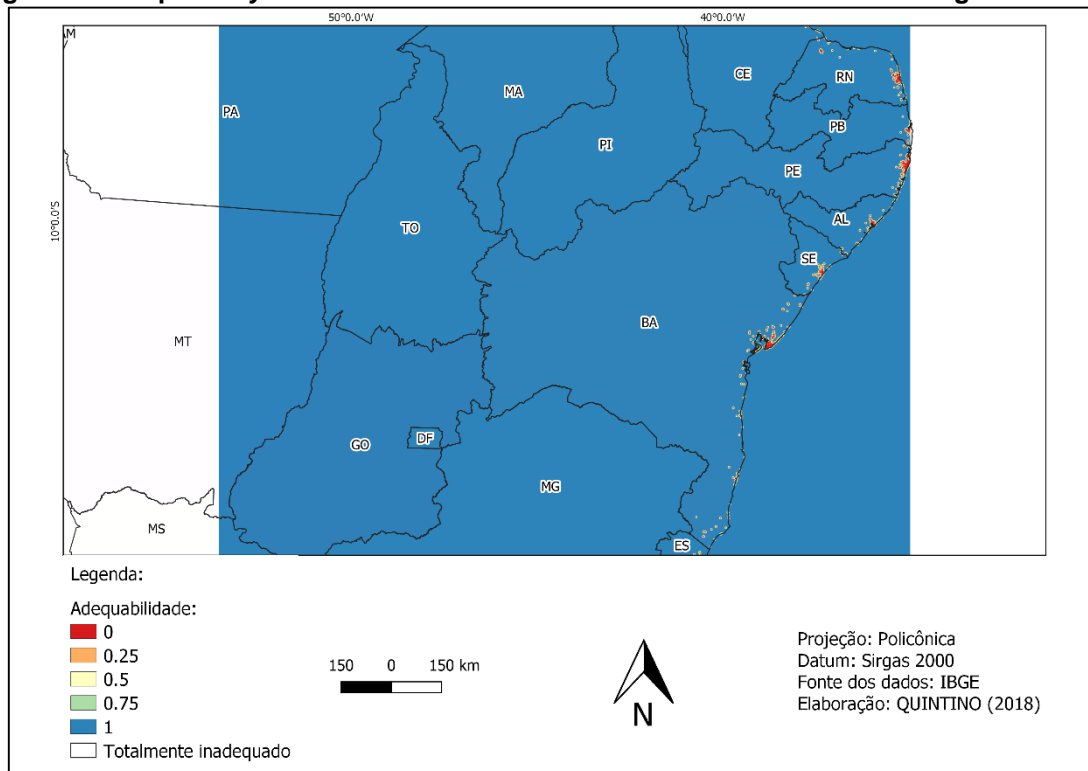 50°0.0'W 40°0.0'W
M
CE
RN
PA
MA
PB
PI
PE
10°0.0'S
AL
TO
SE
BA
MT
DF
GO
MG
MS
ES
Legenda:
Adequabilidade:
0
0.25
0.5
0.75
1
Totalmente inadequado
150 0 150 km
N
Projeção: Policônica
Datum: Sirgas 2000
Fonte dos dados: IBGE
Elaboração: QUINTINO (2018)